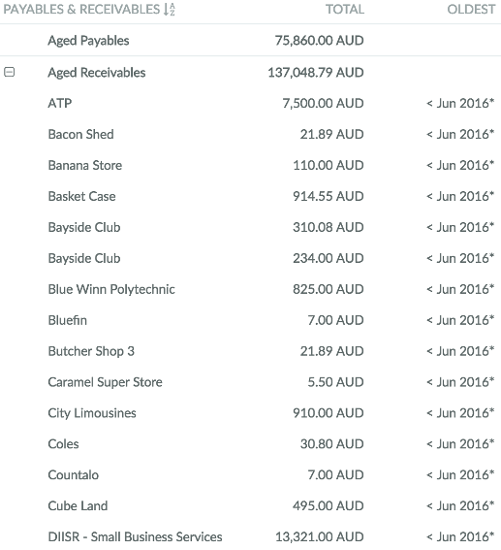 PAYABLES & RECEIVABLES TOTAL OLDEST
Aged Payables 75,860.00 AUD
Aged Receivables 137,048.79 AUD
ATP 7,500.00 AUD < Jun 2016*
Bacon Shed 21.89 AUD < Jun 2016*
Banana Store 110.00 AUD < Jun 2016*
Basket Case 914.55 AUD < Jun 2016*
Bayside Club 310.08 AUD < Jun 2016*
Bayside Club 234.00 AUD < Jun 2016*
Blue Winn Polytechnic 825.00 AUD < Jun 2016*
Bluefin 7.00 AUD < Jun 2016*
Butcher Shop 3 21.89 AUD < Jun 2016*
Caramel Super Store 5.50 AUD < Jun 2016*
City Limousines 910.00 AUD < Jun 2016*
Coles 30.80 AUD < Jun 2016*
Countalo 7.00 AUD < Jun 2016*
Cube Land 495.00 AUD < Jun 2016*
DIISR - Small Business Services 13,321.00 AUD < Jun 2016*